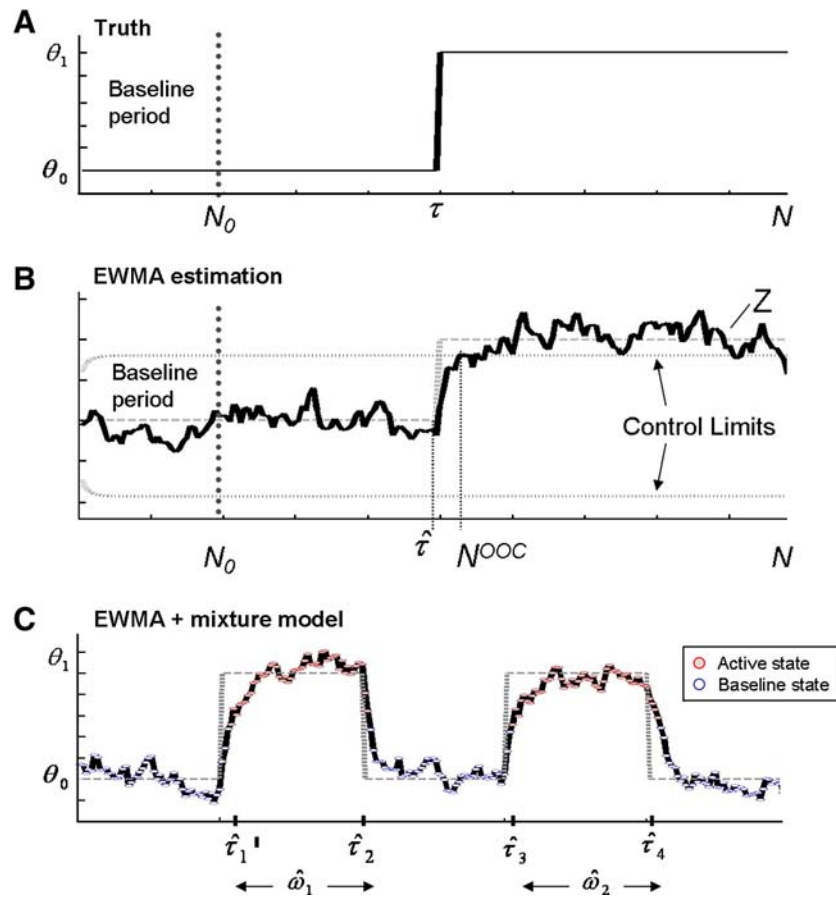 A
Truth
θ₁
Baseline
period
θ₀
N₀
τ
N
B
EWMA estimation
Z
Baseline
period
Control Limits
N₀
τ̂
N^OOC
N
C
EWMA + mixture model
θ₁
Active state
Baseline state
θ₀
τ̂₁'
τ̂₂
τ̂₃
τ̂₄
ω̂₁
ω̂₂